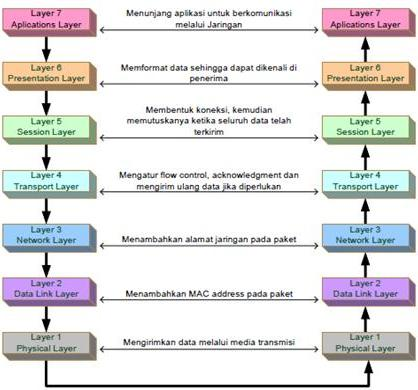 Layer 7
Aplications Layer
Menunjang aplikasi untuk berkomunikasi
melalui Jaringan
Layer 7
Aplications Layer
Layer 6
Presentation Layer
Memformat data sehingga dapat dikenali di
penerima
Layer 6
Presentation Layer
Layer 5
Session Layer
Membentuk koneksi, kemudian
memutuskanya ketika seluruh data telah
terkirim
Layer 5
Session Layer
Layer 4
Transport Layer
Mengatur flow control, acknowledgment dan
mengirim ulang data jika diperlukan
Layer 4
Transport Layer
Layer 3
Network Layer
Menambahkan alamat jaringan pada paket
Layer 3
Network Layer
Layer 2
Data Link Layer
Menambahkan MAC address pada paket
Layer 2
Data Link Layer
Layer 1
Physical Layer
Mengirimkan data melalui media transmisi
Layer 1
Physical Layer